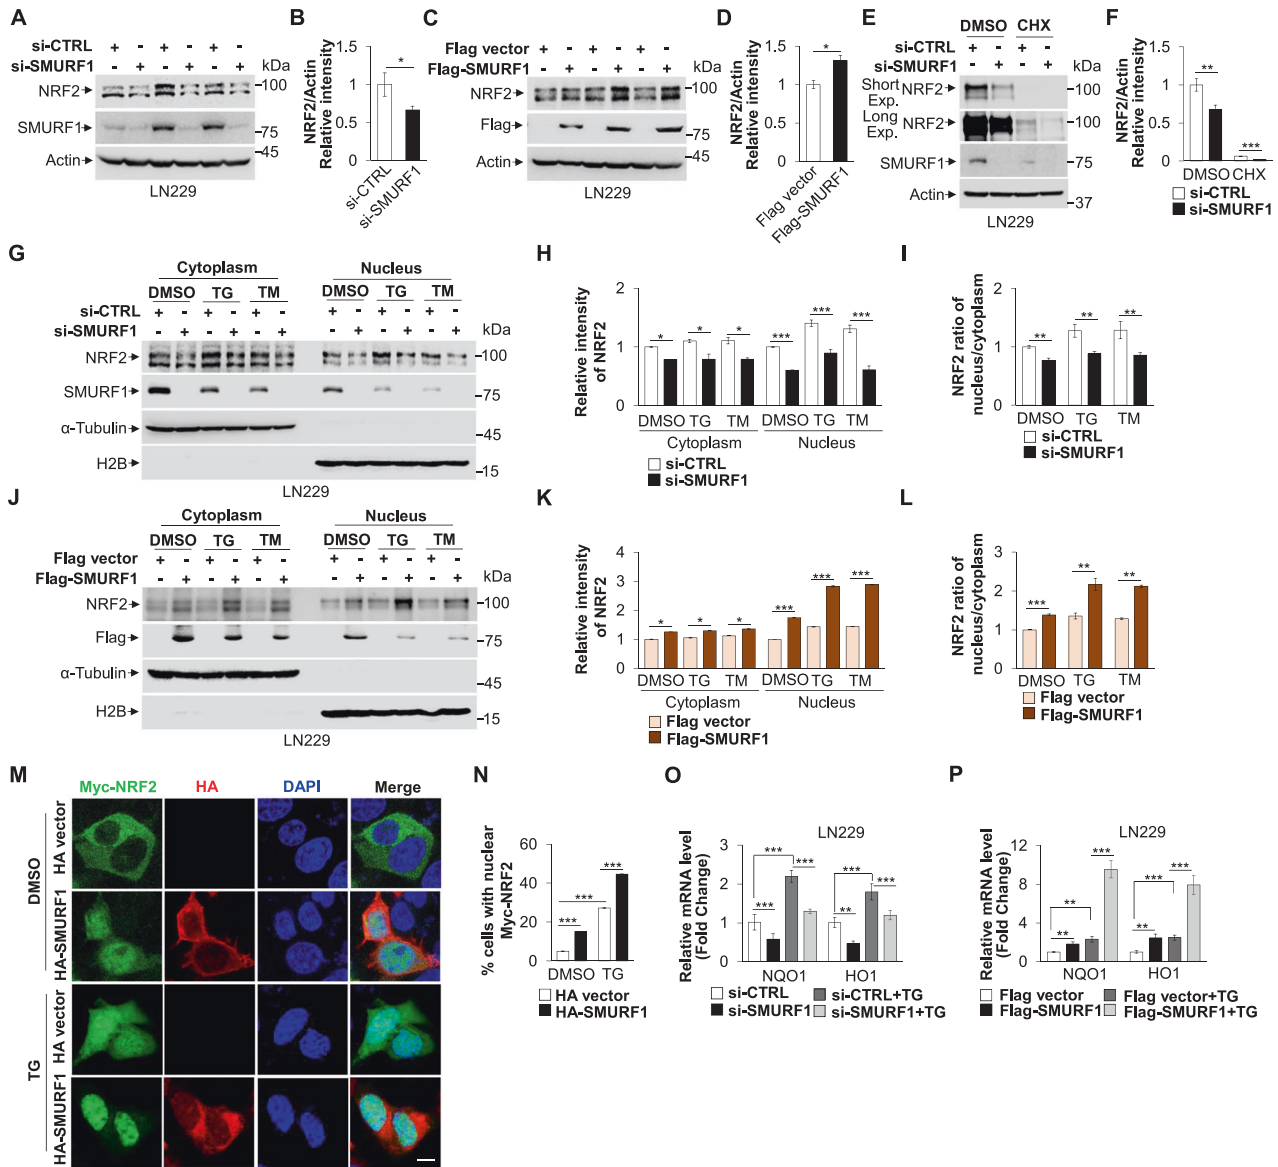 A
si-CTRL + - + - + -
si-SMURF1 - + - + - + kDa
NRF2 100
SMURF1 75
45
Actin
LN229
B
NRF2/Actin
Relative intensity
1.5
1
0.5
0
*
si-CTRL
si-SMURF1
C
Flag vector + - + - + -
Flag-SMURF1 - + - + - + kDa
NRF2 100
Flag 75
45
Actin
LN229
D
NRF2/Actin
Relative intensity
1.5
1
0.5
0
*
Flag vector
Flag-SMURF1
E
DMSO CHX
si-CTRL + - + -
si-SMURF1 - + - + kDa
Short
Exp. NRF2 100
Long
Exp. NRF2 100
SMURF1 75
Actin
37
LN229
F
NRF2/Actin
Relative intensity
1.5
1
0.5
0
** ***
DMSO CHX
si-CTRL
si-SMURF1
G
Cytoplasm Nucleus
DMSO TG TM DMSO TG TM
si-CTRL + - + - + - + - + - + -
si-SMURF1 - + - + - + - + - + - + kDa
NRF2 100
SMURF1 75
α-Tubulin
45
H2B 15
LN229
H
Relative intensity
of NRF2
2
1
0
* * * *** *** ***
DMSO TG TM DMSO TG TM
Cytoplasm Nucleus
si-CTRL
si-SMURF1
I
NRF2 ratio of
nucleus/cytoplasm
2
1
0
** ** **
DMSO TG TM
si-CTRL
si-SMURF1
J
Cytoplasm Nucleus
DMSO TG TM DMSO TG TM
Flag vector + - + - + - + - + - + -
Flag-SMURF1 - + - + - + - + - + - + kDa
NRF2 100
Flag 75
α-Tubulin
45
H2B 15
LN229
K
Relative intensity
of NRF2
4
3
2
1
0
* * * *** *** ***
DMSO TG TM DMSO TG TM
Cytoplasm Nucleus
Flag vector
Flag-SMURF1
L
NRF2 ratio of
nucleus/cytoplasm
3
2
1
0
*** ** **
DMSO TG TM
Flag vector
Flag-SMURF1
M
Myc-NRF2 HA DAPI Merge
DMSO
HA vector
HA-SMURF1
TG
HA vector
HA-SMURF1
N
% cells with nuclear
Myc-NRF2
60
40
20
0
*** *** ***
DMSO TG
HA vector
HA-SMURF1
O
LN229
Relative mRNA level
(Fold Change)
3
2
1
0
*** *** *** ** *** ***
NQO1 HO1
si-CTRL si-CTRL+TG
si-SMURF1 si-SMURF1+TG
P
LN229
Relative mRNA level
(Fold Change)
15
10
5
0
** ** *** ** *** ***
NQO1 HO1
Flag vector Flag vector+TG
Flag-SMURF1 Flag-SMURF1+TG